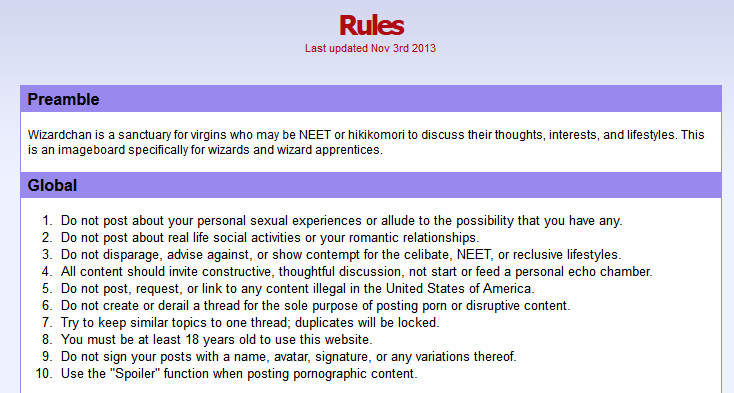 Rules
Last updated Nov 3rd 2013
Preamble
Wizardchan is a sanctuary for virgins who may be NEET or hikikomori to discuss their thoughts, interests, and lifestyles. This
is an imageboard specifically for wizards and wizard apprentices.
Global
1. Do not post about your personal sexual experiences or allude to the possibility that you have any.
2. Do not post about real life social activities or your romantic relationships.
3. Do not disparage, advise against, or show contempt for the celibate, NEET, or reclusive lifestyles.
4. All content should invite constructive, thoughtful discussion, not start or feed a personal echo chamber.
5. Do not post, request, or link to any content illegal in the United States of America.
6. Do not create or derail a thread for the sole purpose of posting porn or disruptive content.
7. Try to keep similar topics to one thread; duplicates will be locked.
8. You must be at least 18 years old to use this website.
9. Do not sign your posts with a name, avatar, signature, or any variations thereof.
10. Use the "Spoiler" function when posting pornographic content.